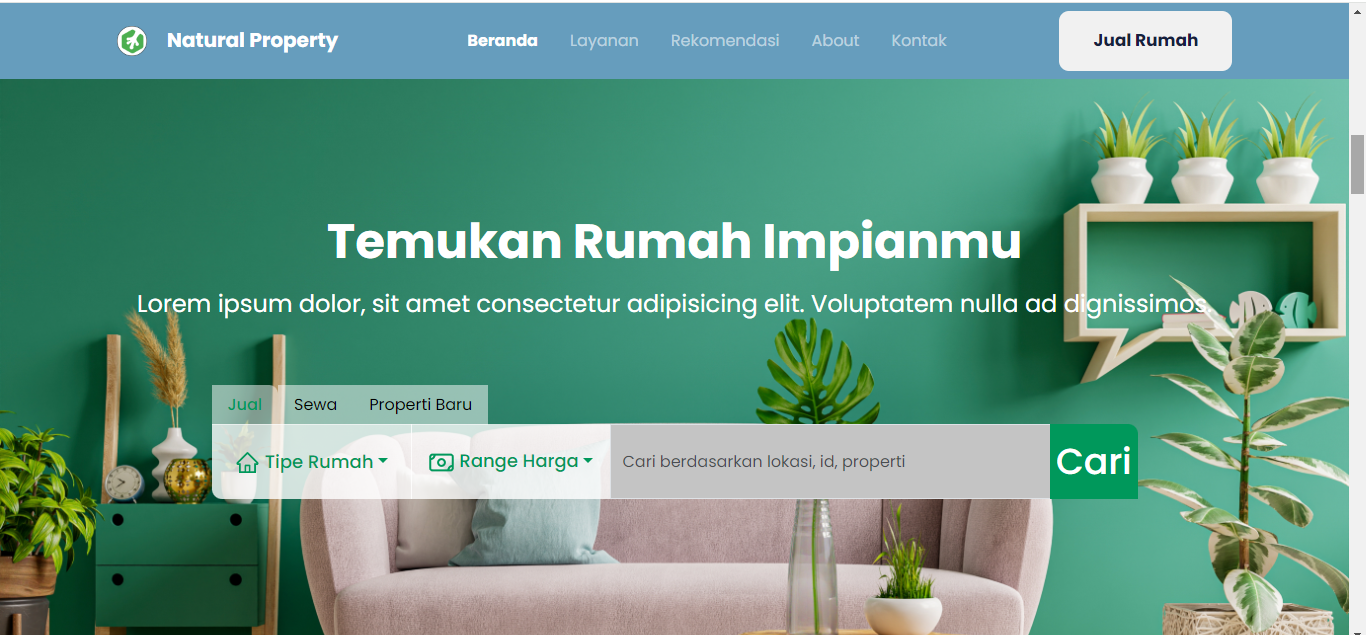 Natural Property
Beranda Layanan Rekomendasi About Kontak
Jual Rumah
Temukan Rumah Impianmu
Lorem ipsum dolor, sit amet consectetur adipisicing elit. Voluptatem nulla ad dignissimos.
Jual Sewa Properti Baru
Tipe Rumah Range Harga Cari berdasarkan lokasi, id, properti Cari